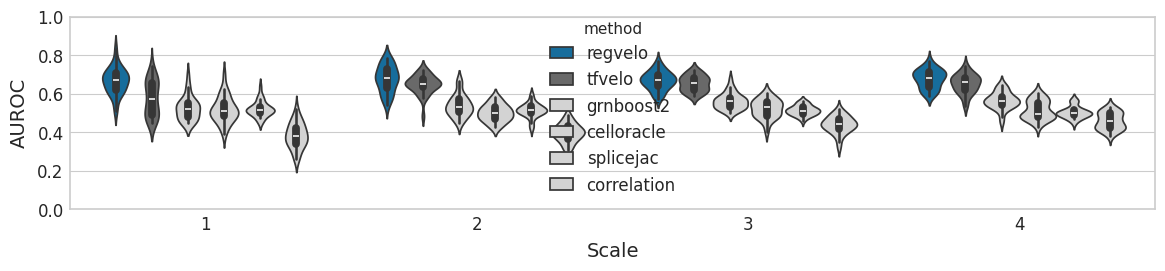 1.0
0.8
0.6
0.4
0.2
0.0
AUROC
method
regvelo
tfvelo
grnboost2
celloracle
splicejac
correlation
1 2 3 4
Scale